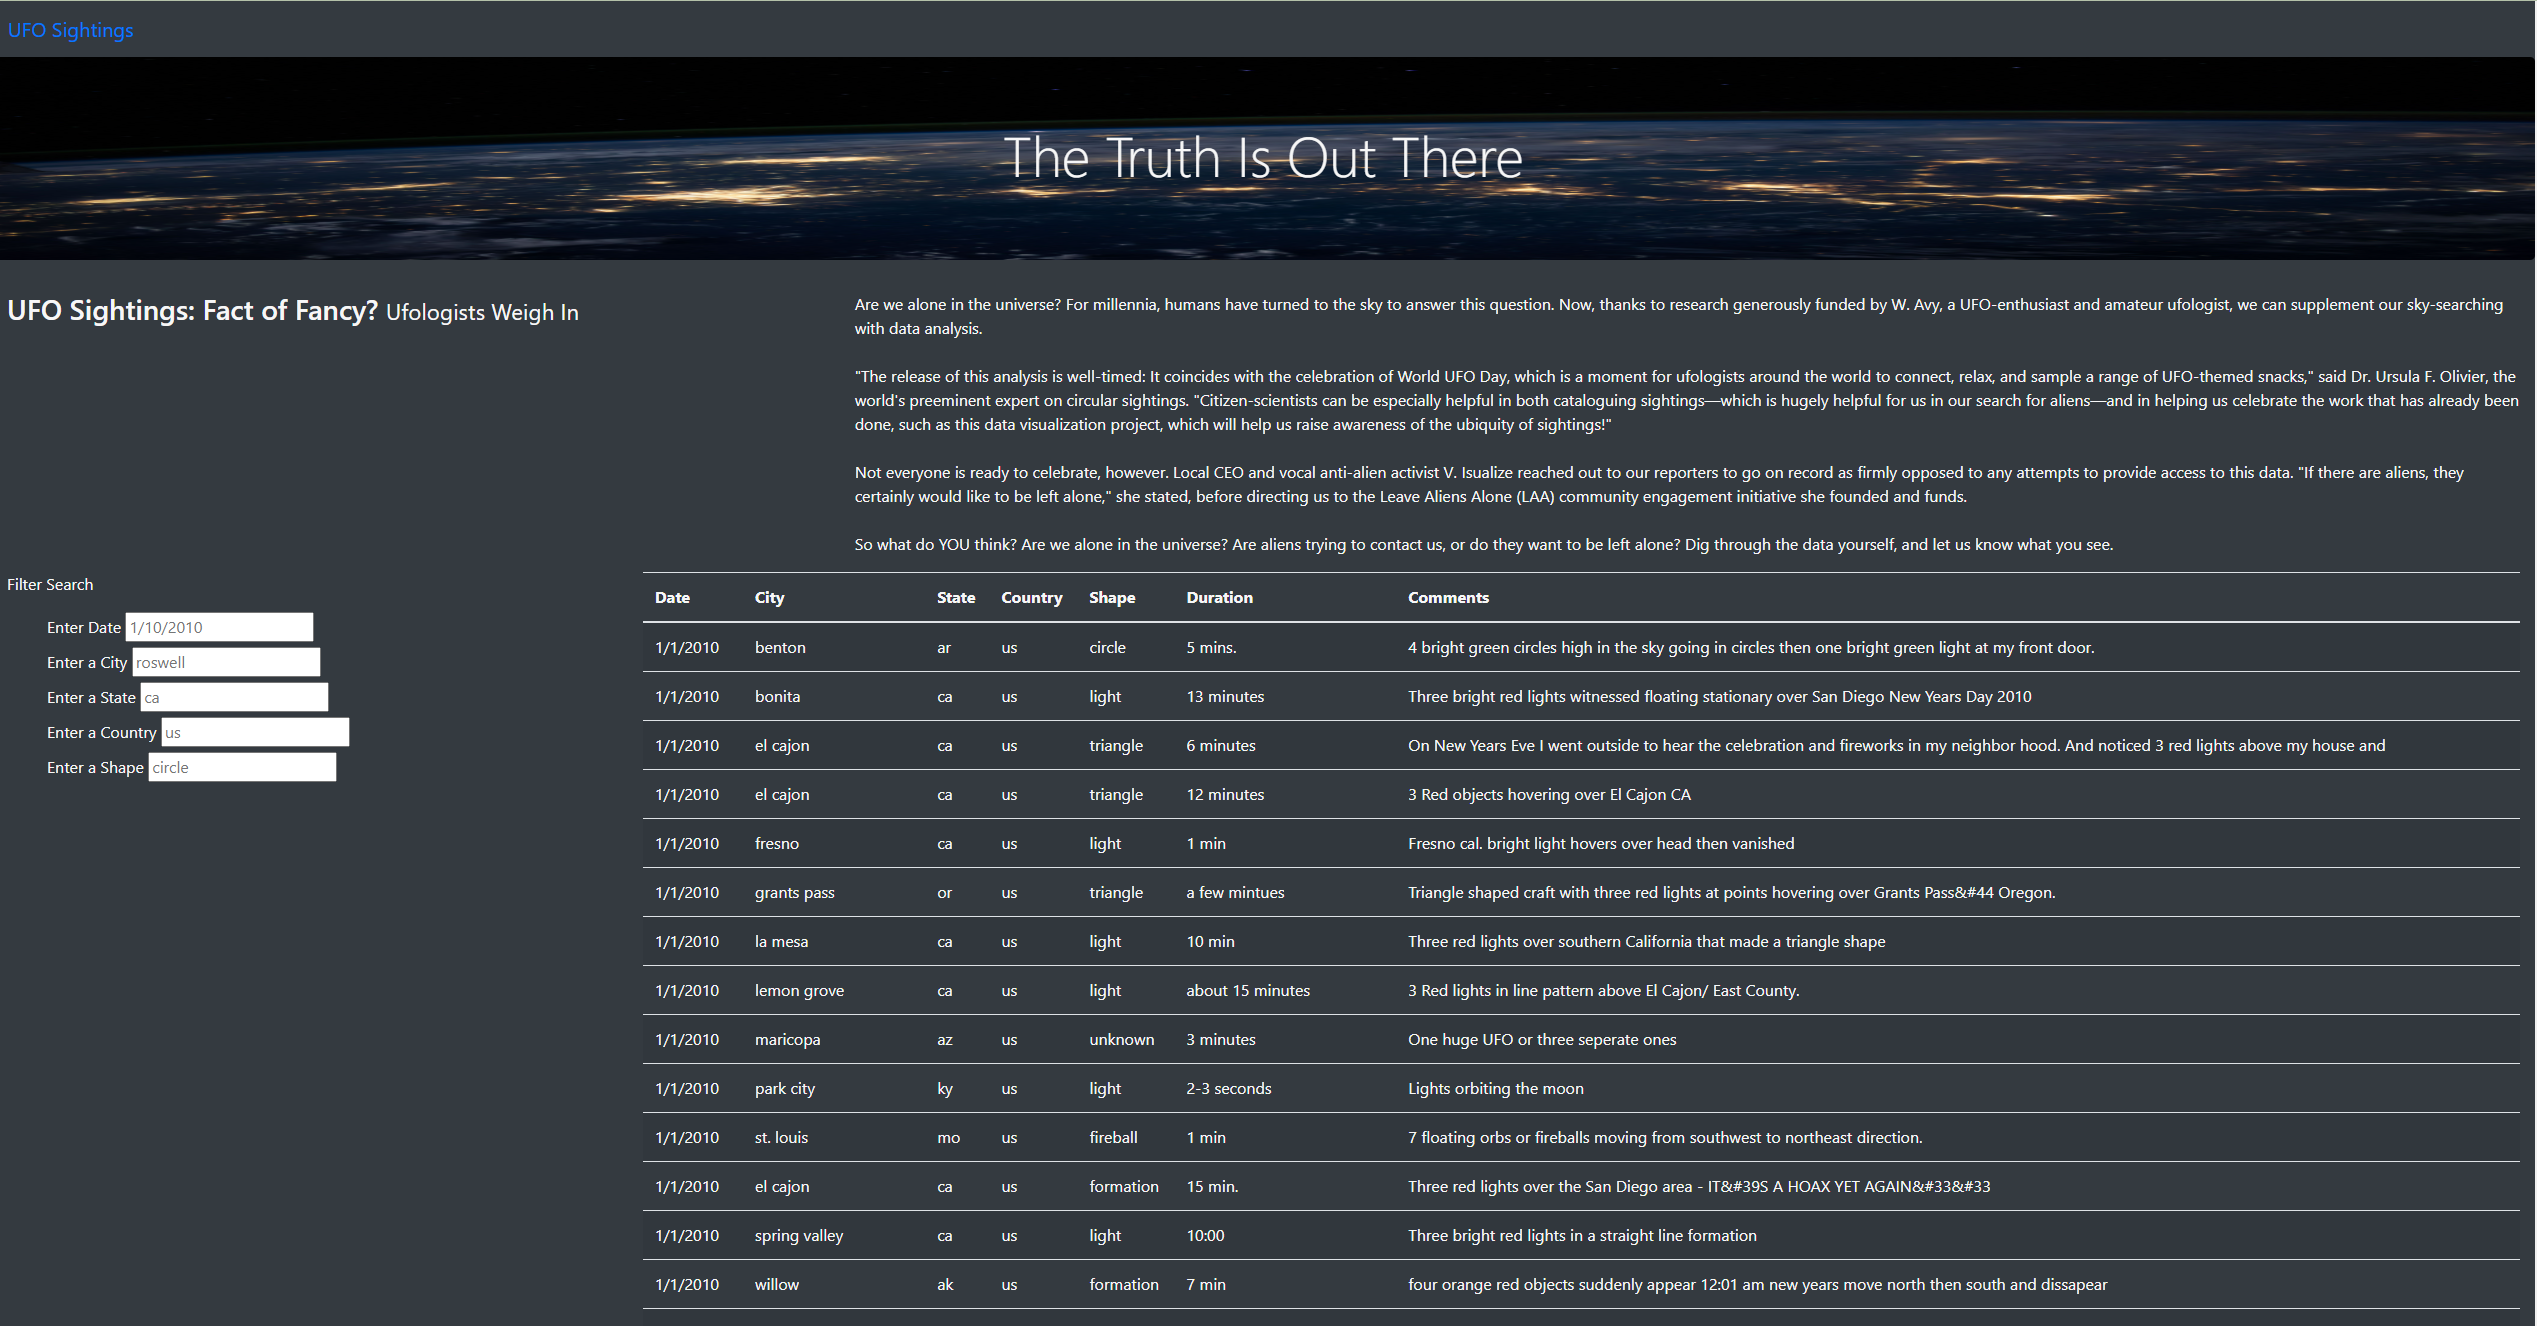 UFO Sightings
The Truth Is Out There
UFO Sightings: Fact of Fancy? Ufologists Weigh In
Are we alone in the universe? For millennia, humans have turned to the sky to answer this question. Now, thanks to research generously funded by W. Avy, a UFO-enthusiast and amateur ufologist, we can supplement our sky-searching
with data analysis.
"The release of this analysis is well-timed: It coincides with the celebration of World UFO Day, which is a moment for ufologists around the world to connect, relax, and sample a range of UFO-themed snacks," said Dr. Ursula F. Olivier, the
world's preeminent expert on circular sightings. "Citizen-scientists can be especially helpful in both cataloguing sightings—which is hugely helpful for us in our search for aliens—and in helping us celebrate the work that has already been
done, such as this data visualization project, which will help us raise awareness of the ubiquity of sightings!"
Not everyone is ready to celebrate, however. Local CEO and vocal anti-alien activist V. Isualize reached out to our reporters to go on record as firmly opposed to any attempts to provide access to this data. "If there are aliens, they
certainly would like to be left alone," she stated, before directing us to the Leave Aliens Alone (LAA) community engagement initiative she founded and funds.
So what do YOU think? Are we alone in the universe? Are aliens trying to contact us, or do they want to be left alone? Dig through the data yourself, and let us know what you see.
Filter Search
Enter Date 1/10/2010
Enter a City roswell
Enter a State ca
Enter a Country us
Enter a Shape circle
Date City State Country Shape Duration Comments
1/1/2010 benton ar us circle 5 mins. 4 bright green circles high in the sky going in circles then one bright green light at my front door.
1/1/2010 bonita ca us light 13 minutes Three bright red lights witnessed floating stationary over San Diego New Years Day 2010
1/1/2010 el cajon ca us triangle 6 minutes On New Years Eve I went outside to hear the celebration and fireworks in my neighbor hood. And noticed 3 red lights above my house and
1/1/2010 el cajon ca us triangle 12 minutes 3 Red objects hovering over El Cajon CA
1/1/2010 fresno ca us light 1 min Fresno cal. bright light hovers over head then vanished
1/1/2010 grants pass or us triangle a few mintues Triangle shaped craft with three red lights at points hovering over Grants Pass&#44 Oregon.
1/1/2010 la mesa ca us light 10 min Three red lights over southern California that made a triangle shape
1/1/2010 lemon grove ca us light about 15 minutes 3 Red lights in line pattern above El Cajon/ East County.
1/1/2010 maricopa az us unknown 3 minutes One huge UFO or three seperate ones
1/1/2010 park city ky us light 2-3 seconds Lights orbiting the moon
1/1/2010 st. louis mo us fireball 1 min 7 floating orbs or fireballs moving from southwest to northeast direction.
1/1/2010 el cajon ca us formation 15 min. Three red lights over the San Diego area - IT&#39S A HOAX YET AGAIN&#33&#33
1/1/2010 spring valley ca us light 10:00 Three bright red lights in a straight line formation
1/1/2010 willow ak us formation 7 min four orange red objects suddenly appear 12:01 am new years move north then south and dissapear